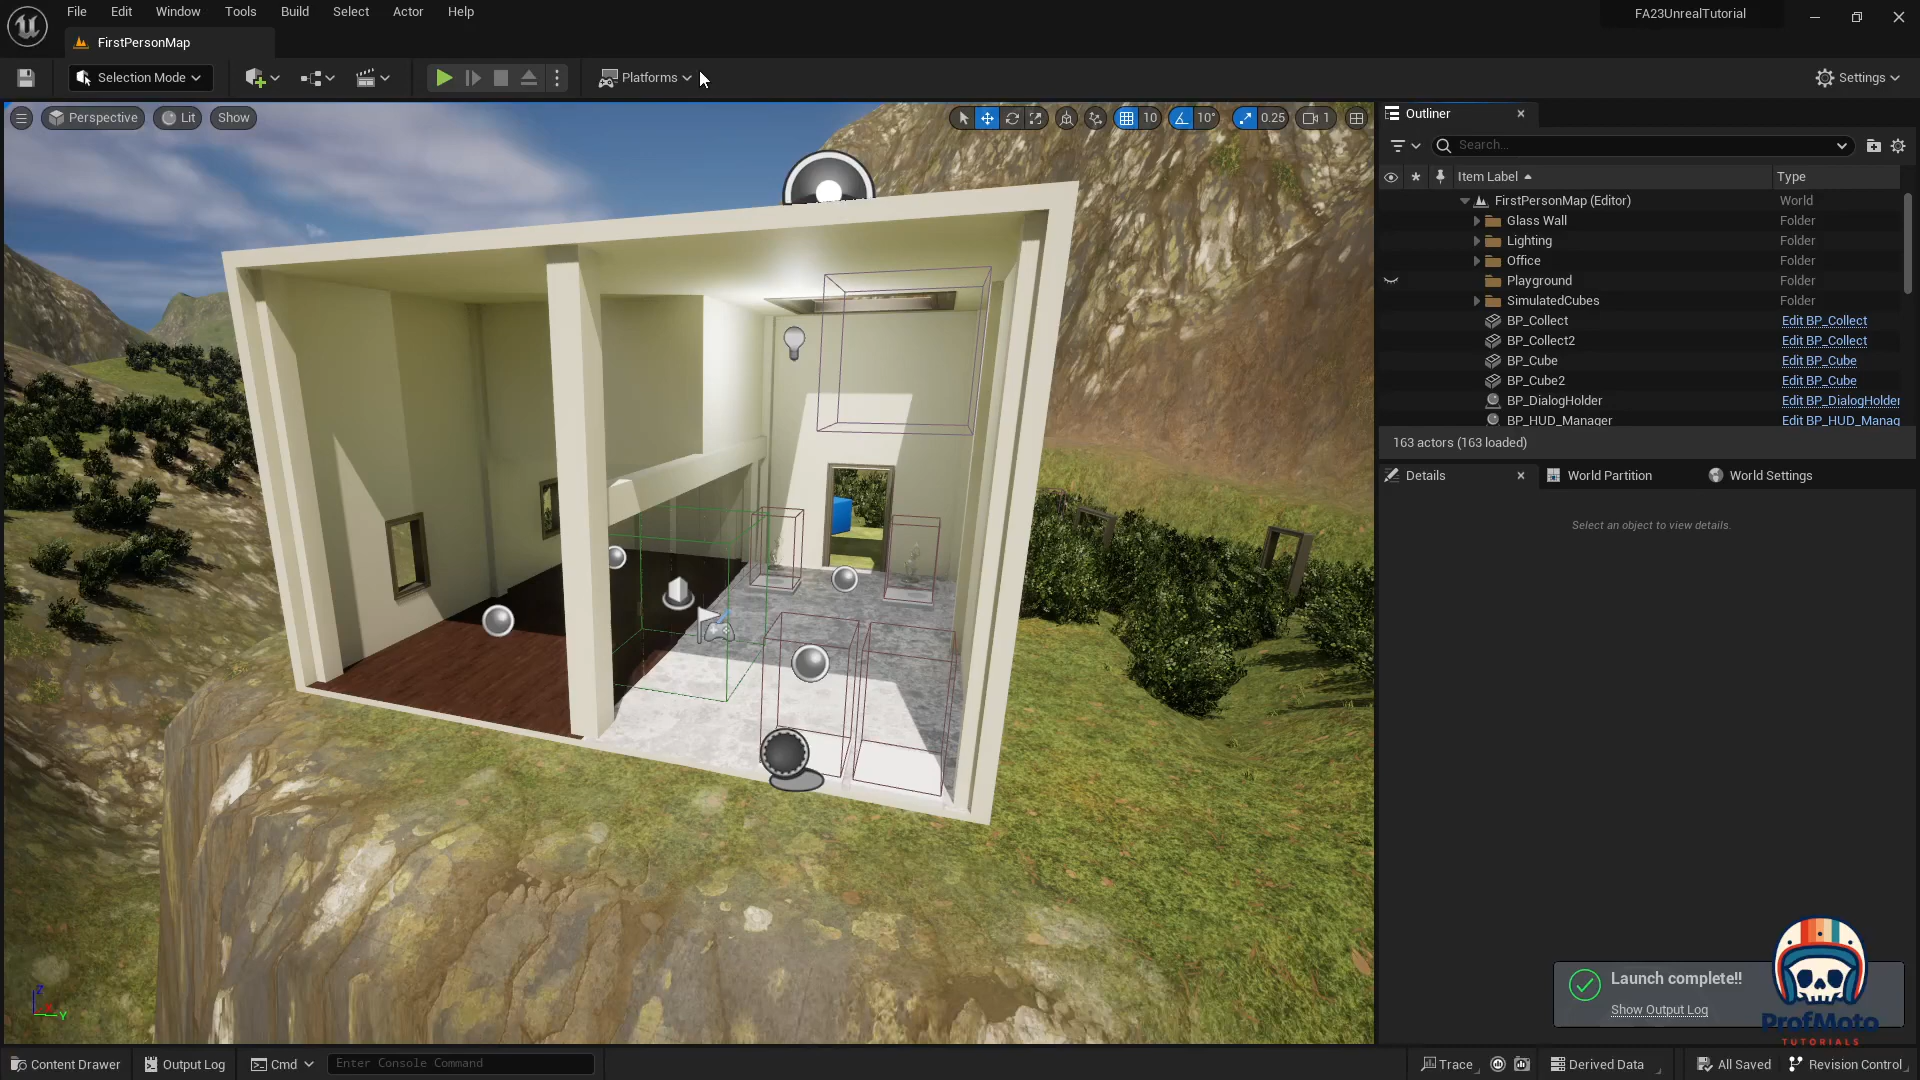 File Edit Window Tools Build Select Actor Help
FA23UnrealTutorial
FirstPersonMap
Selection Mode
Platforms
Settings
Perspective Lit Show
10 10° 0.25 1
Outliner
Search...
Item Label Type
FirstPersonMap (Editor) World
Glass Wall Folder
Lighting Folder
Office Folder
Playground Folder
SimulatedCubes Folder
BP_Collect Edit BP_Collect
BP_Collect2 Edit BP_Collect
BP_Cube Edit BP_Cube
BP_Cube2 Edit BP_Cube
BP_DialogHolder Edit BP_DialogHolder
BP_HUD_Manager Edit BP_HUD_Manag
163 actors (163 loaded)
Details World Partition World Settings
Select an object to view details.
Launch complete!!
Show Output Log
ProfMoto
TUTORIALS
Z
Y
Content Drawer Output Log Cmd Enter Console Command
Trace Derived Data All Saved Revision Control